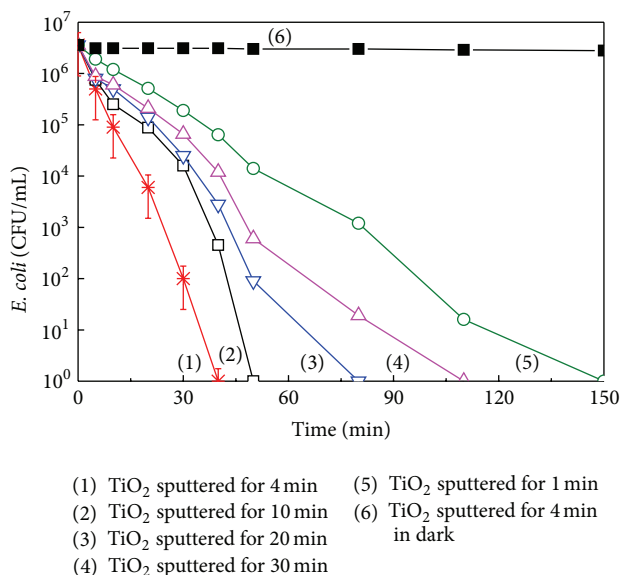 10⁷
10⁶
10⁵
10⁴
10³
10²
10¹
10⁰
E. coli (CFU/mL)
(6)
(1)
(2)
(3)
(4)
(5)
0
30
60
90
120
150
Time (min)
(1) TiO₂ sputtered for 4 min
(2) TiO₂ sputtered for 10 min
(3) TiO₂ sputtered for 20 min
(4) TiO₂ sputtered for 30 min
(5) TiO₂ sputtered for 1 min
(6) TiO₂ sputtered for 4 min
in dark